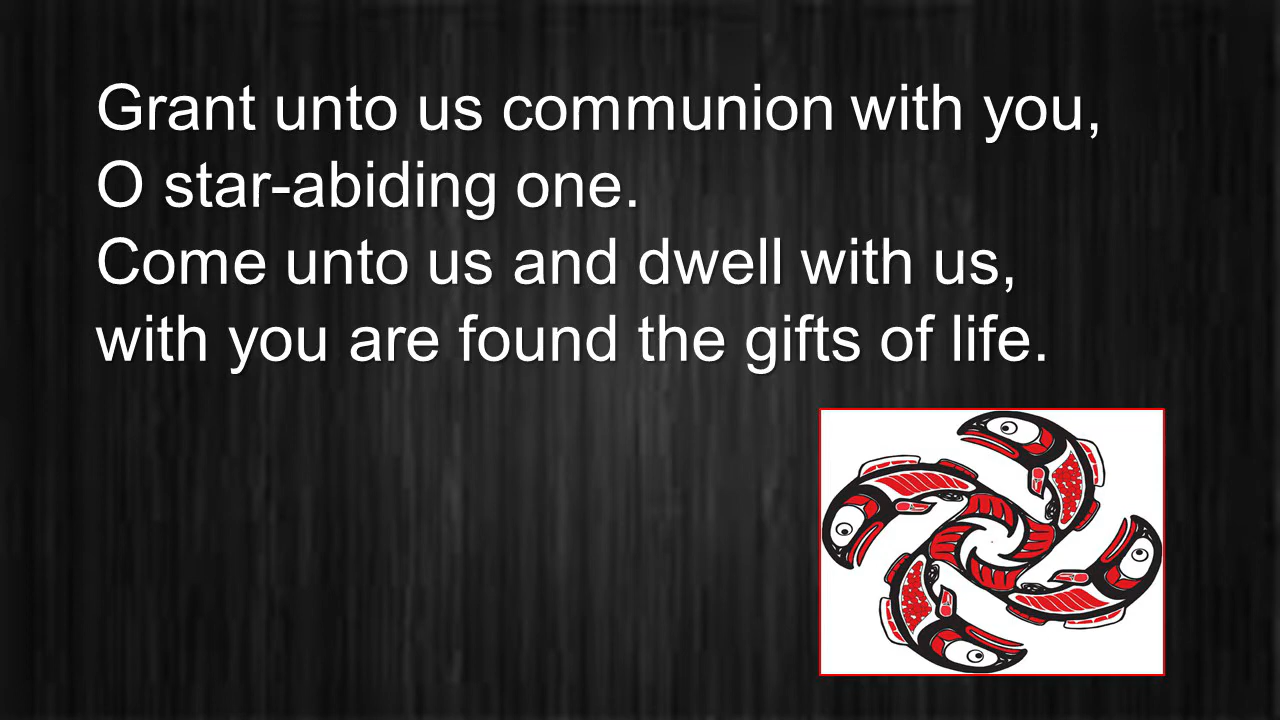 Grant unto us communion with you,
O star-abiding one.
Come unto us and dwell with us,
with you are found the gifts of life.